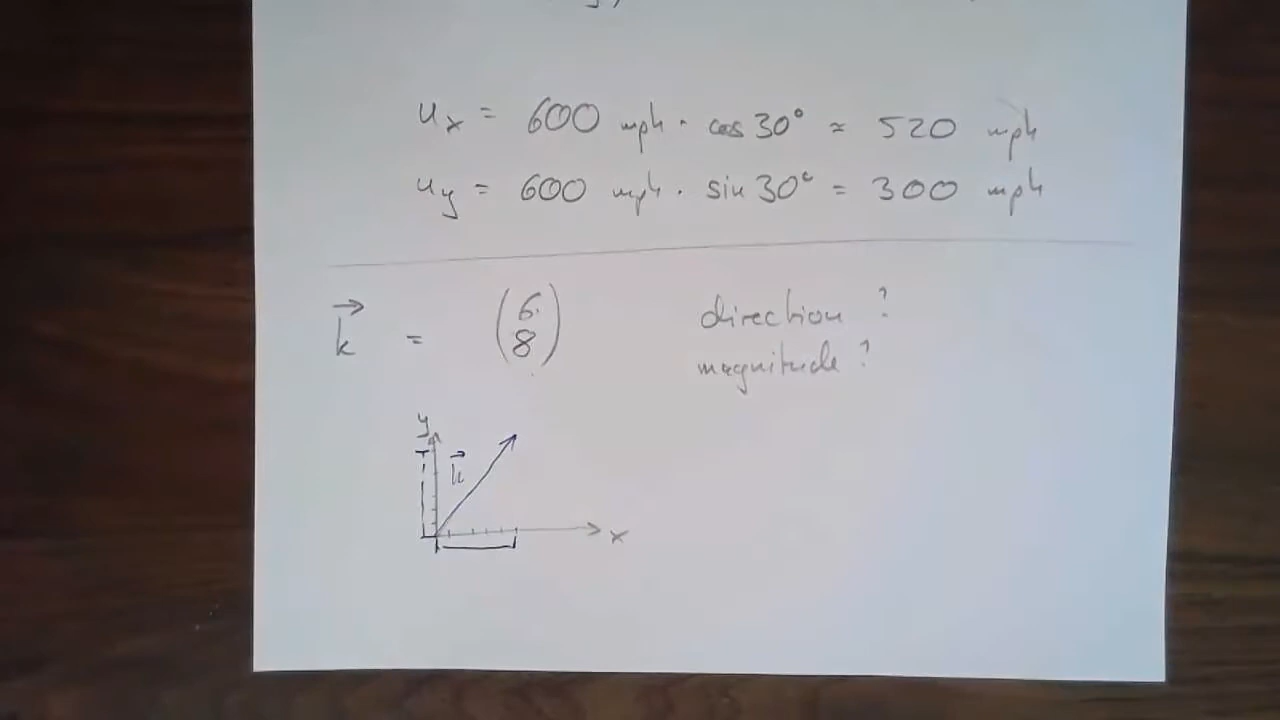 u_x = 600 mph · cos 30° ≈ 520 mph
u_y = 600 mph · sin 30° = 300 mph
k⃗ = (6 8) direction ?
magnitude ?
y
k⃗
x